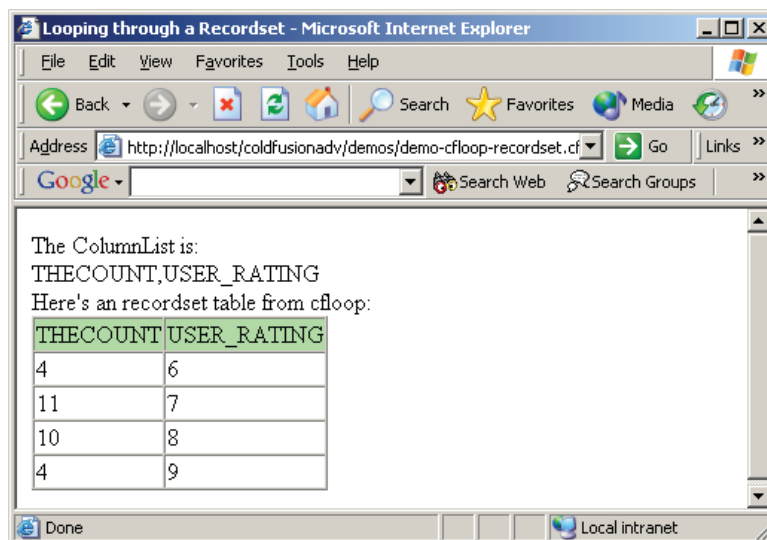 Looping through a Recordset - Microsoft Internet Explorer
File Edit View Favorites Tools Help
Back Search Favorites Media »
Address http://localhost/coldfusionadv/demos/demo-cfloop-recordset.cf Go Links »
Google Search Web Search Groups »
The ColumnList is:
THECOUNT,USER_RATING
Here's an recordset table from cfloop:
THECOUNT USER_RATING
4 6
11 7
10 8
4 9
Done Local intranet